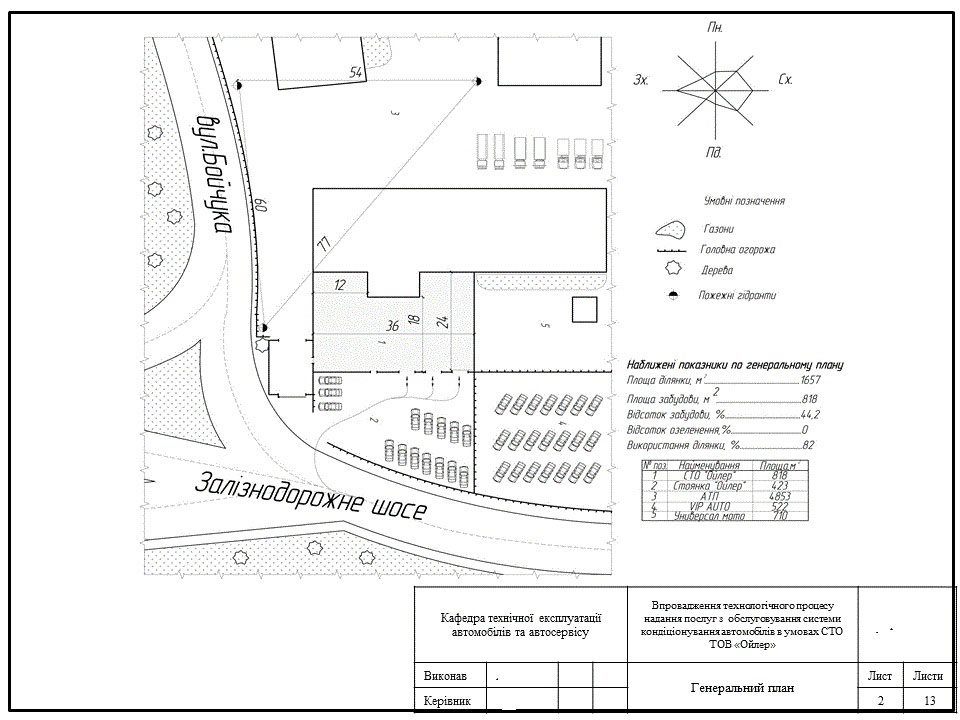 Пн.
Зх.
Сх.
Пд.
54
3
вул.Бойчука
60
77
12
36
18
24
1
5
2
4
Залізнодорожне шосе
Умовні позначення
Газони
Головна огорожа
Дерева
Пожежні гідранти
Наближені показники по генеральному плану
Площа ділянки, м²...1657
Площа забудови, м 2...818
Відсоток забудови, %...44,2
Відсоток озеленення,%...0
Використання ділянки, %...82
№ поз. Найменування Площа,м²
1 СТО "Ойлер" 818
2 Стоянка "Ойлер" 423
3 АТП 4853
4 VIP AUTO 522
5 Универсал мото 710
Кафедра технічної експлуатації
автомобілів та автосервісу
Впровадження технологічного процесу
надання послуг з обслуговування системи
кондиціонування автомобілів в умовах СТО
ТОВ «Ойлер»
Виконав
Керівник
Генеральний план
Лист Листи
2 13